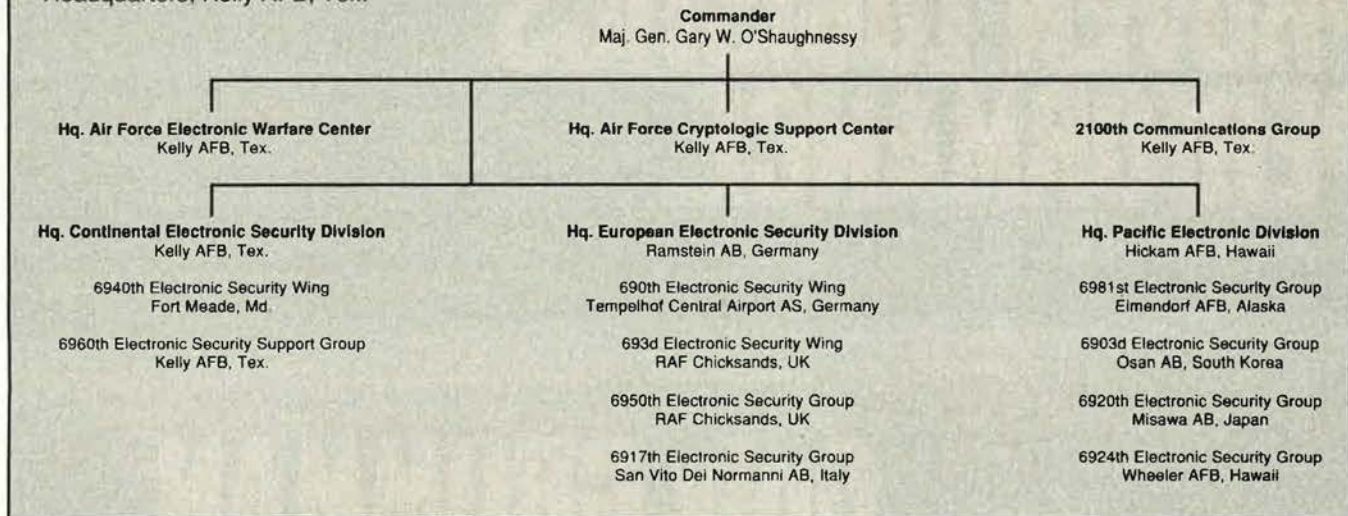 Headquarters, Kelly AFB, Tex.
Commander
Maj. Gen. Gary W. O'Shaughnessy
Hq. Air Force Electronic Warfare Center
Kelly AFB, Tex.
Hq. Air Force Cryptologic Support Center
Kelly AFB, Tex.
2100th Communications Group
Kelly AFB, Tex.
Hq. Continental Electronic Security Division
Kelly AFB, Tex.
6940th Electronic Security Wing
Fort Meade, Md.
6960th Electronic Security Support Group
Kelly AFB, Tex.
Hq. European Electronic Security Division
Ramstein AB, Germany
690th Electronic Security Wing
Tempelhof Central Airport AS, Germany
693d Electronic Security Wing
RAF Chicksands, UK
6950th Electronic Security Group
RAF Chicksands, UK
6917th Electronic Security Group
San Vito Dei Normanni AB, Italy
Hq. Pacific Electronic Division
Hickam AFB, Hawaii
6981st Electronic Security Group
Elmendorf AFB, Alaska
6903d Electronic Security Group
Osan AB, South Korea
6920th Electronic Security Group
Misawa AB, Japan
6924th Electronic Security Group
Wheeler AFB, Hawaii